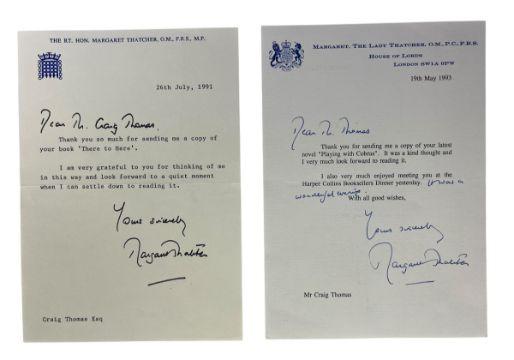 THE RT. HON. MARGARET THATCHER, O.M., F.R.S., M.P.
26th July, 1991
Dear Mr. Craig Thomas,
Thank you so much for sending me a copy of
your book 'There to Here'.
I am very grateful to you for thinking of me
in this way and look forward to a quiet moment
when I can settle down to reading it.
Yours sincerely
Margaret Thatcher
Craig Thomas Esq
MARGARET, THE LADY THATCHER, O.M., P.C., F.R.S.
HOUSE OF LORDS
LONDON SW1A 0PW
19th May 1993
Dear Mr. Thomas
Thank you for sending me a copy of your latest
novel "Playing with Cobras". It was a kind thought and
I very much look forward to reading it.
I also very much enjoyed meeting you at the
Harper Collins Booksellers Dinner yesterday. It was a
wonderful evening.
With all good wishes,
Yours sincerely
Margaret Thatcher
Mr Craig Thomas